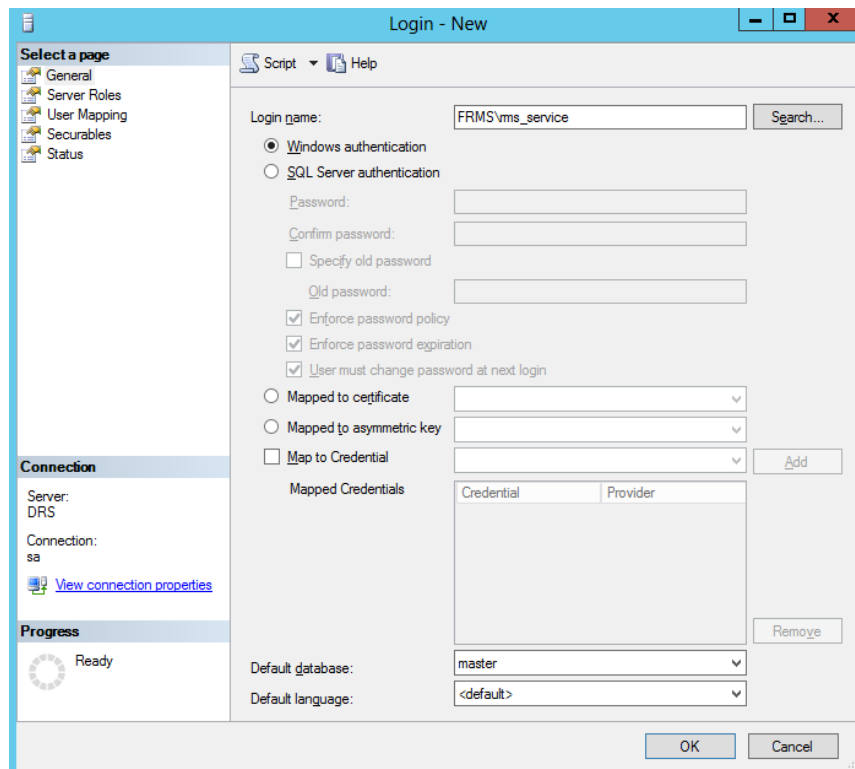 Login - New
Select a page
General
Server Roles
User Mapping
Securables
Status
Script
Help
Login name:
FRMS\rms_service
Search...
Windows authentication
SQL Server authentication
Password:
Confirm password:
Specify old password
Old password:
Enforce password policy
Enforce password expiration
User must change password at next login
Mapped to certificate
Mapped to asymmetric key
Map to Credential
Add
Mapped Credentials
Credential
Provider
Remove
Default database:
master
Default language:
<default>
Connection
Server:
DRS
Connection:
sa
View connection properties
Progress
Ready
OK
Cancel